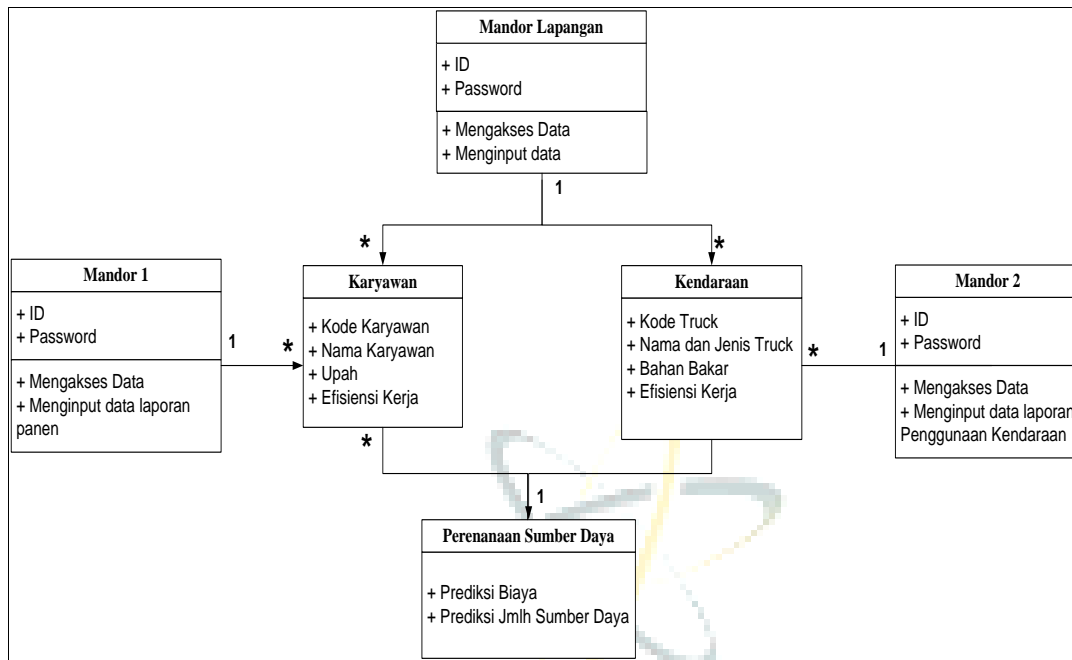 Mandor Lapangan
+ ID
+ Password
+ Mengakses Data
+ Menginput data
1
*
*
Mandor 1
+ ID
+ Password
+ Mengakses Data
+ Menginput data laporan
panen
1
*
Karyawan
+ Kode Karyawan
+ Nama Karyawan
+ Upah
+ Efisiensi Kerja
*
Kendaraan
+ Kode Truck
+ Nama dan Jenis Truck
+ Bahan Bakar
+ Efisiensi Kerja
*
1
Mandor 2
+ ID
+ Password
+ Mengakses Data
+ Menginput data laporan
Penggunaan Kendaraan
1
Perenanaan Sumber Daya
+ Prediksi Biaya
+ Prediksi Jmlh Sumber Daya